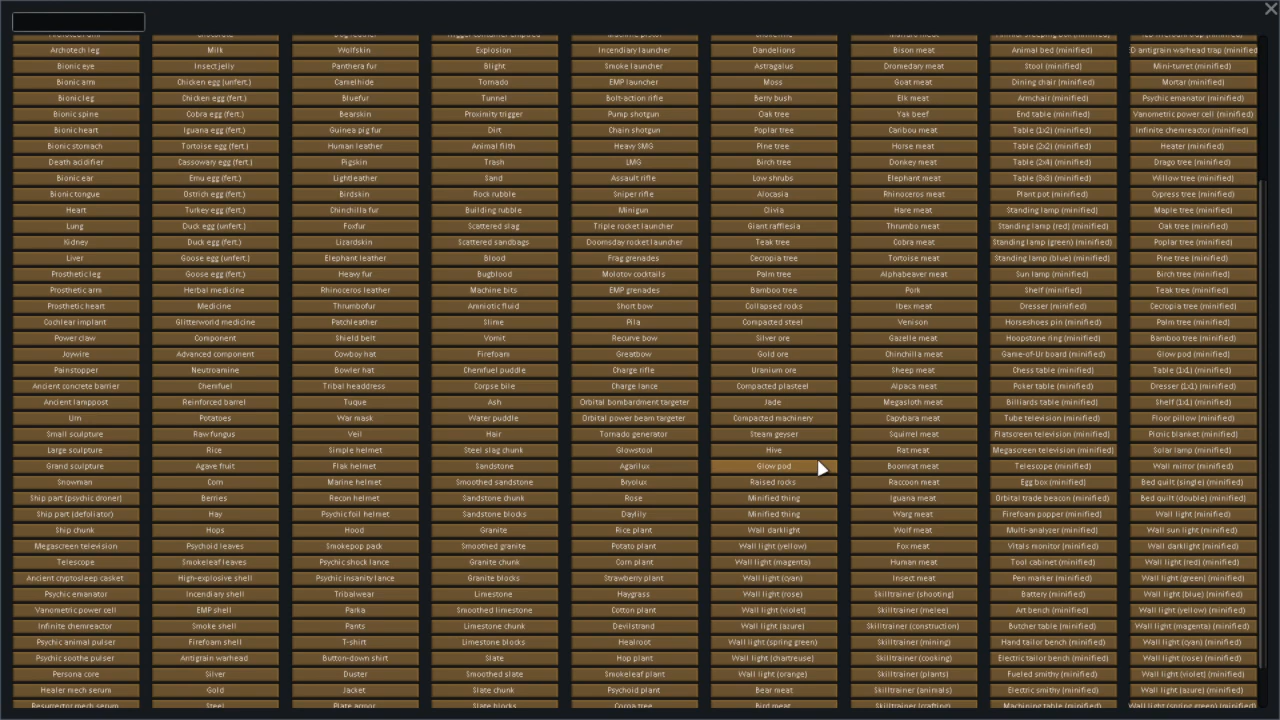 Archotech leg Milk Wolfskin Explosion Incendiary launcher Dandelions Bison meat Animal bed (minified) D antigrain warhead trap (minified
Bionic eye Insect jelly Panthera fur Blight Smoke launcher Astragalus Dromedary meat Stool (minified) Mini-turret (minified)
Bionic arm Chicken egg (unfert.) Camelhide Tornado EMP launcher Moss Goat meat Dining chair (minified) Mortar (minified)
Bionic leg Chicken egg (fert.) Bluefur Tunnel Bolt-action rifle Berry bush Elk meat Armchair (minified) Psychic emanator (minified)
Bionic spine Cobra egg (fert.) Bearskin Proximity trigger Pump shotgun Oak tree Yak beef End table (minified) Vanometric power cell (minified)
Bionic heart Iguana egg (fert.) Guinea pig fur Dirt Chain shotgun Poplar tree Caribou meat Table (1x2) (minified) Infinite chemreactor (minified)
Bionic stomach Tortoise egg (fert.) Human leather Animal filth Heavy SMG Pine tree Horse meat Table (2x2) (minified) Heater (minified)
Death acidifier Cassowary egg (fert.) Pigskin Trash LMG Birch tree Donkey meat Table (2x4) (minified) Drago tree (minified)
Bionic ear Emu egg (fert.) Lightleather Sand Assault rifle Low shrubs Elephant meat Table (3x3) (minified) Willow tree (minified)
Bionic tongue Ostrich egg (fert.) Birdskin Rock rubble Sniper rifle Alocasia Rhinoceros meat Plant pot (minified) Cypress tree (minified)
Heart Turkey egg (fert.) Chinchilla fur Building rubble Minigun Clivia Hare meat Standing lamp (minified) Maple tree (minified)
Lung Duck egg (unfert.) Foxfur Scattered slag Triple rocket launcher Giant rafflesia Thrumbo meat Standing lamp (red) (minified) Oak tree (minified)
Kidney Duck egg (fert.) Lizardskin Scattered sandbags Doomsday rocket launcher Teak tree Cobra meat Standing lamp (green) (minified) Poplar tree (minified)
Liver Goose egg (unfert.) Elephant leather Blood Frag grenades Cecropia tree Tortoise meat Standing lamp (blue) (minified) Pine tree (minified)
Prosthetic leg Goose egg (fert.) Heavy fur Bugblood Molotov cocktails Palm tree Alphabeaver meat Sun lamp (minified) Birch tree (minified)
Prosthetic arm Herbal medicine Rhinoceros leather Machine bits EMP grenades Bamboo tree Pork Shelf (minified) Teak tree (minified)
Prosthetic heart Medicine Thrumbofur Amniotic fluid Short bow Collapsed rocks Ibex meat Dresser (minified) Cecropia tree (minified)
Cochlear implant Glitterworld medicine Patchleather Slime Pila Compacted steel Venison Horseshoes pin (minified) Palm tree (minified)
Power claw Component Shield belt Vomit Recurve bow Silver ore Gazelle meat Hoopstone ring (minified) Bamboo tree (minified)
Joywire Advanced component Cowboy hat Firefoam Greatbow Gold ore Chinchilla meat Game-of-Ur board (minified) Glow pod (minified)
Painstopper Neutroamine Bowler hat Chemfuel puddle Charge rifle Uranium ore Sheep meat Chess table (minified) Table (1x1) (minified)
Ancient concrete barrier Chemfuel Tribal headdress Corpse bile Charge lance Compacted plasteel Alpaca meat Poker table (minified) Dresser (1x1) (minified)
Ancient lamppost Reinforced barrel Tuque Ash Orbital bombardment targeter Jade Megasloth meat Billiards table (minified) Shelf (1x1) (minified)
Urn Potatoes War mask Water puddle Orbital power beam targeter Compacted machinery Capybara meat Tube television (minified) Floor pillow (minified)
Small sculpture Raw fungus Veil Hair Tornado generator Steam geyser Squirrel meat Flatscreen television (minified) Picnic blanket (minified)
Large sculpture Rice Simple helmet Steel slag chunk Glowstool Hive Rat meat Megascreen television (minified) Solar lamp (minified)
Grand sculpture Agave fruit Flak helmet Sandstone Agarilux Glow pod Boomrat meat Telescope (minified) Wall mirror (minified)
Snowman Corn Marine helmet Smoothed sandstone Bryolux Raised rocks Raccoon meat Egg box (minified) Bed quilt (single) (minified)
Ship part (psychic droner) Berries Recon helmet Sandstone chunk Rose Minified thing Iguana meat Orbital trade beacon (minified) Bed quilt (double) (minified)
Ship part (defoliator) Hay Psychic foil helmet Sandstone blocks Daylily Minified thing Warg meat Firefoam popper (minified) Wall light (minified)
Ship chunk Hops Hood Granite Rice plant Wall darklight Wolf meat Multi-analyzer (minified) Wall sun light (minified)
Megascreen television Psychoid leaves Smokepop pack Smoothed granite Potato plant Wall light (yellow) Fox meat Vitals monitor (minified) Wall darklight (minified)
Telescope Smokeleaf leaves Psychic shock lance Granite chunk Corn plant Wall light (magenta) Human meat Tool cabinet (minified) Wall light (red) (minified)
Ancient cryptosleep casket High-explosive shell Psychic insanity lance Granite blocks Strawberry plant Wall light (cyan) Insect meat Pen marker (minified) Wall light (green) (minified)
Psychic emanator Incendiary shell Tribalwear Limestone Haygrass Wall light (rose) Skilltrainer (shooting) Battery (minified) Wall light (blue) (minified)
Vanometric power cell EMP shell Parka Smoothed limestone Cotton plant Wall light (violet) Skilltrainer (melee) Art bench (minified) Wall light (yellow) (minified)
Infinite chemreactor Smoke shell Pants Limestone chunk Devilstrand Wall light (azure) Skilltrainer (construction) Butcher table (minified) Wall light (magenta) (minified)
Psychic animal pulser Firefoam shell T-shirt Limestone blocks Healroot Wall light (spring green) Skilltrainer (mining) Hand tailor bench (minified) Wall light (cyan) (minified)
Psychic soothe pulser Antigrain warhead Button-down shirt Slate Hop plant Wall light (chartreuse) Skilltrainer (cooking) Electric tailor bench (minified) Wall light (rose) (minified)
Persona core Silver Duster Smoothed slate Smokeleaf plant Wall light (orange) Skilltrainer (plants) Fueled smithy (minified) Wall light (violet) (minified)
Healer mech serum Gold Jacket Slate chunk Psychoid plant Bear meat Skilltrainer (animals) Electric smithy (minified) Wall light (azure) (minified)
Resurrector mech serum Steel Plate armor Slate blocks Cocoa tree Bird meat Skilltrainer (crafting) Machining table (minified) Wall light (spring green) (minified)